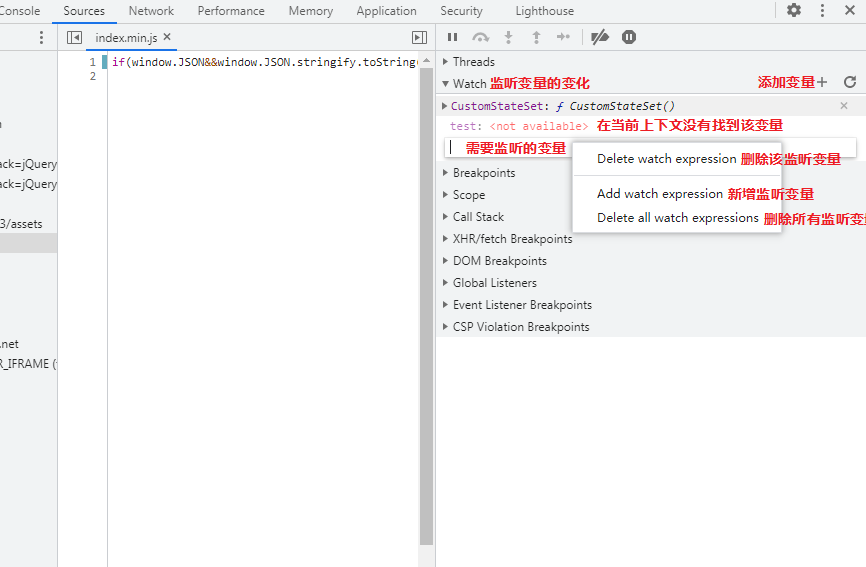 Console Sources Network Performance Memory Application Security Lighthouse
index.min.js
1 if(window.JSON&&window.JSON.stringify.toString(
2
ack=jQuery
ack=jQuery
3/assets
.net
R_IFRAME (
Threads
Watch 监听变量的变化 添加变量
CustomStateSet: ƒ CustomStateSet()
test: <not available> 在当前上下文没有找到该变量
需要监听的变量
Delete watch expression 删除该监听变量
Add watch expression 新增监听变量
Delete all watch expressions 删除所有监听变
Breakpoints
Scope
Call Stack
XHR/fetch Breakpoints
DOM Breakpoints
Global Listeners
Event Listener Breakpoints
CSP Violation Breakpoints